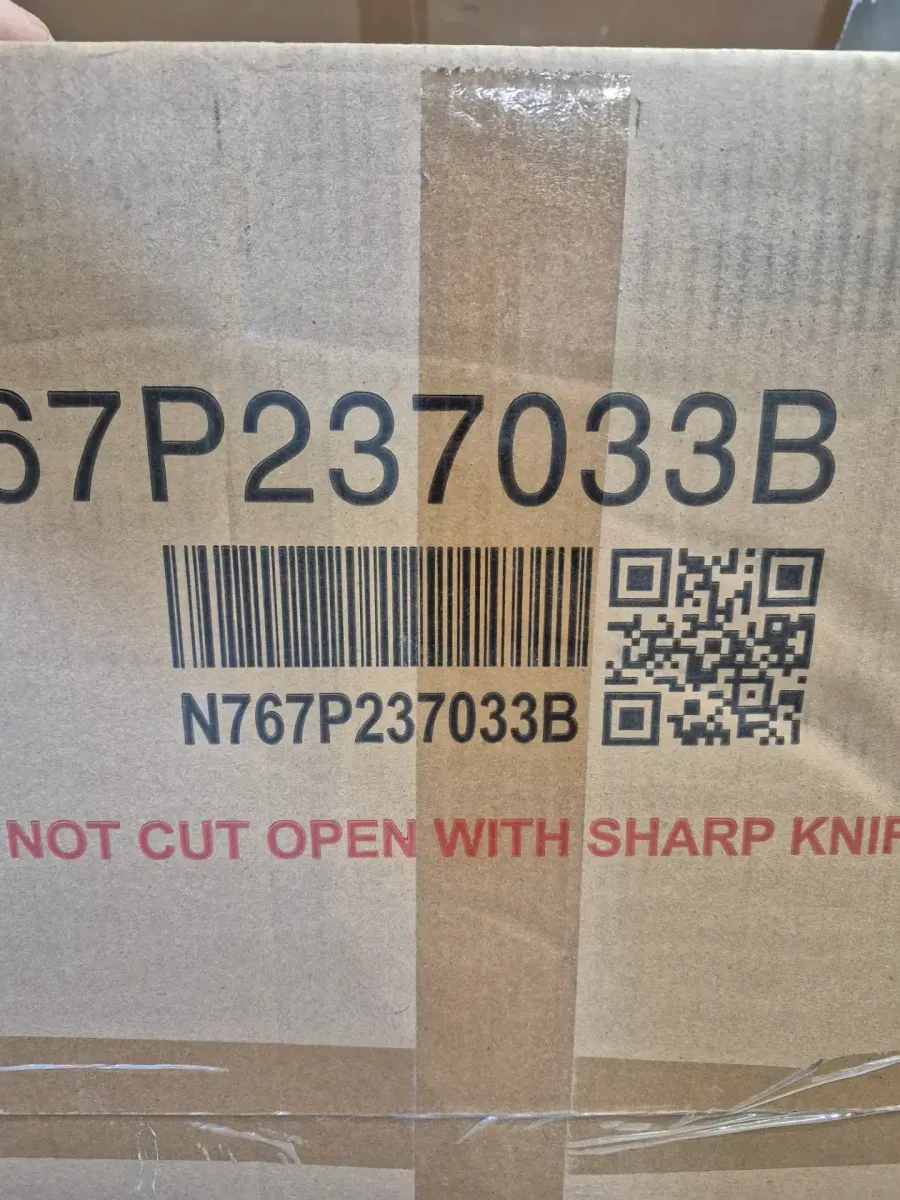 67P237033B
N767P237033B
NOT CUT OPEN WITH SHARP KNIF